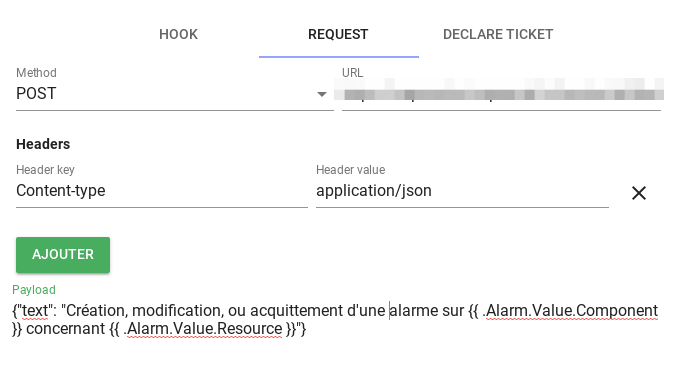 HOOK REQUEST DECLARE TICKET
Method URL
POST
Headers
Header key Header value
Content-type application/json
AJOUTER
Payload
{"text": "Création, modification, ou acquittement d'une alarme sur {{ .Alarm.Value.Component
}} concernant {{ .Alarm.Value.Resource }}"}